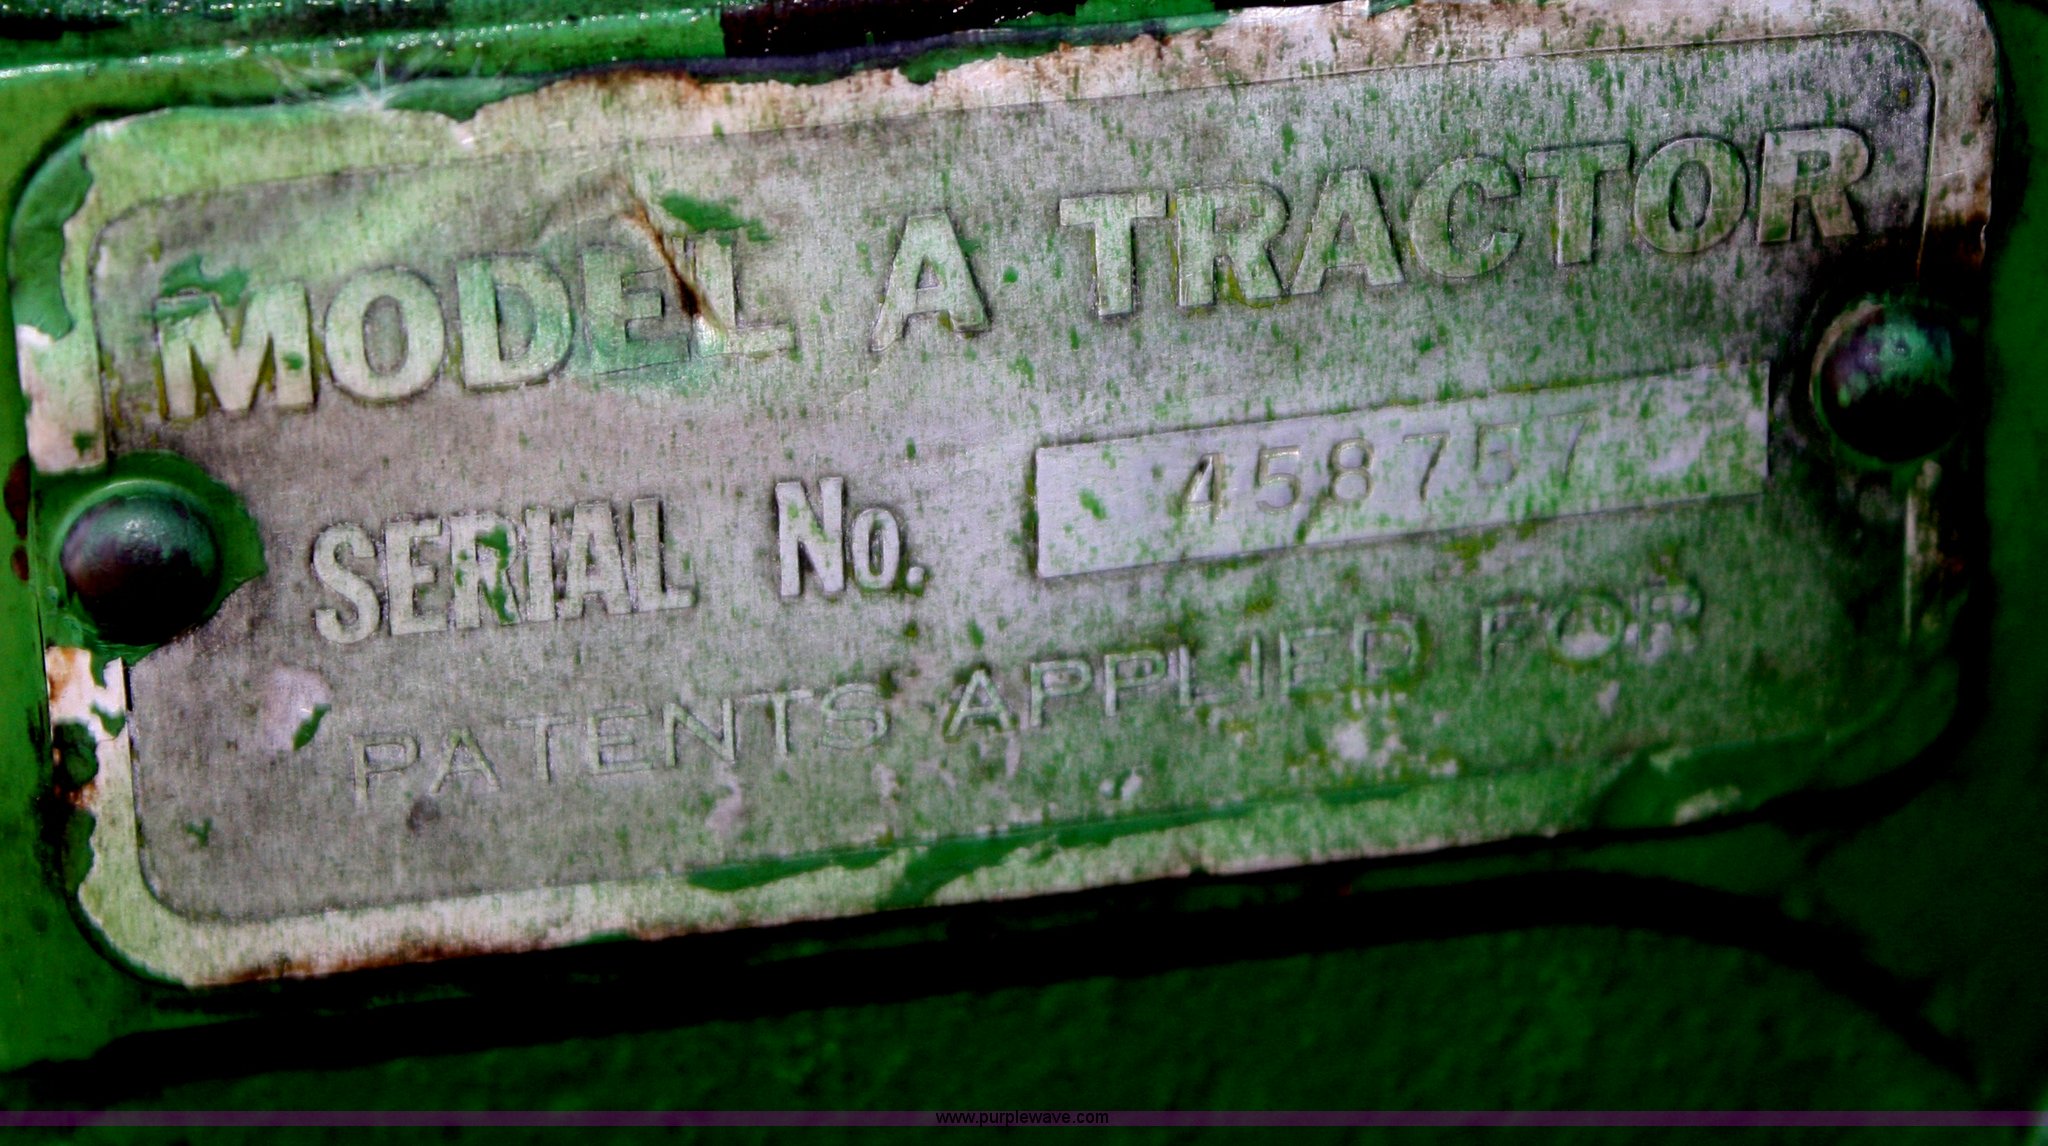 MODEL A TRACTOR
SERIAL No. 458757
PATENTS APPLIED FOR
www.purplewave.com